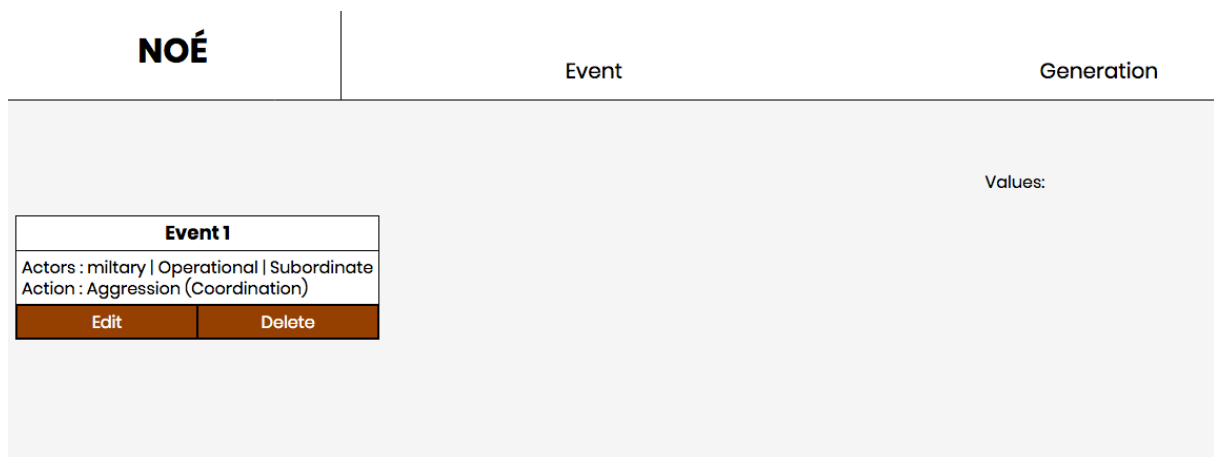 NOÉ
Event
Generation
Values:
Event 1
Actors : miltary | Operational | Subordinate
Action : Aggression (Coordination)
Edit
Delete